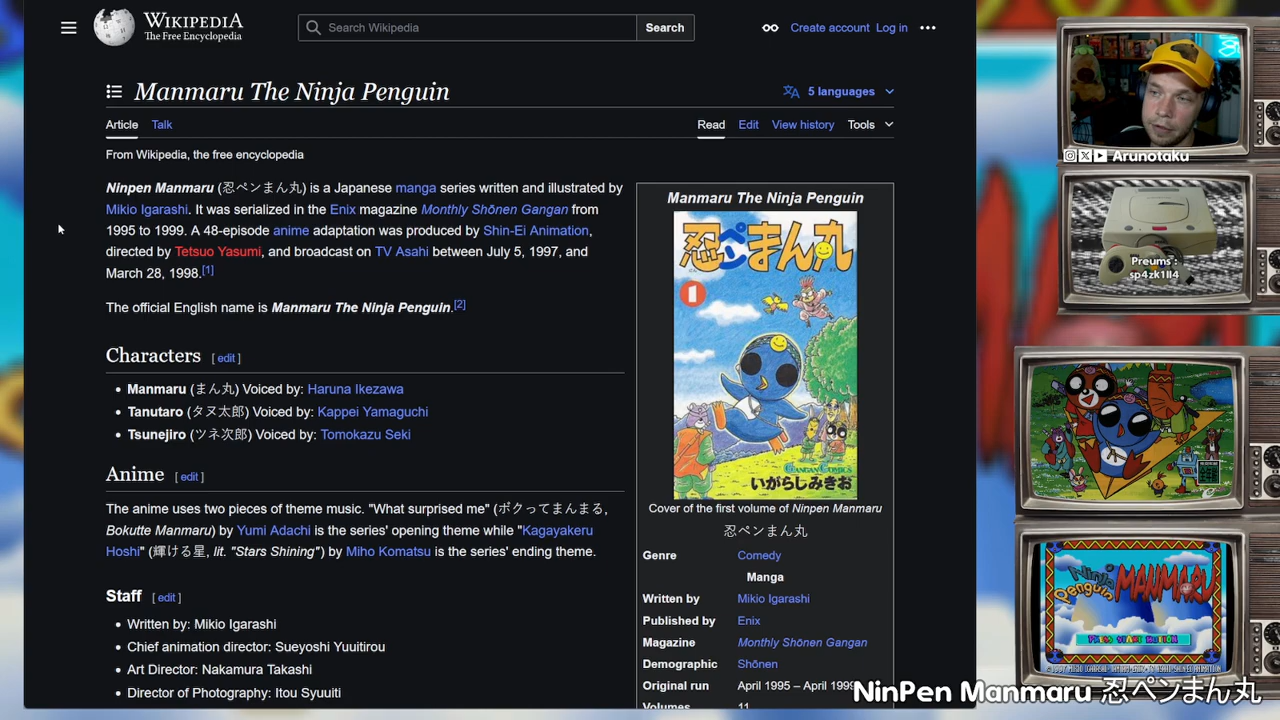 WIKIPEDIA
The Free Encyclopedia
Search Wikipedia
Search
Create account
Log in
Manmaru The Ninja Penguin
5 languages
Article
Talk
Read
Edit
View history
Tools
From Wikipedia, the free encyclopedia
Ninpen Manmaru (忍ペンまん丸) is a Japanese manga series written and illustrated by
Mikio Igarashi. It was serialized in the Enix magazine Monthly Shōnen Gangan from
1995 to 1999. A 48-episode anime adaptation was produced by Shin-Ei Animation,
directed by Tetsuo Yasumi, and broadcast on TV Asahi between July 5, 1997, and
March 28, 1998.[1]
The official English name is Manmaru The Ninja Penguin.[2]
Characters [ edit ]
Manmaru (まん丸) Voiced by: Haruna Ikezawa
Tanutaro (タヌ太郎) Voiced by: Kappei Yamaguchi
Tsunejiro (ツネ次郎) Voiced by: Tomokazu Seki
Anime [ edit ]
The anime uses two pieces of theme music. "What surprised me" (ボクってまんまる,
Bokutte Manmaru) by Yumi Adachi is the series' opening theme while "Kagayakeru
Hoshi" (輝ける星, lit. "Stars Shining") by Miho Komatsu is the series' ending theme.
Staff [ edit ]
Written by: Mikio Igarashi
Chief animation director: Sueyoshi Yuuitirou
Art Director: Nakamura Takashi
Director of Photography: Itou Syuuiti
Manmaru The Ninja Penguin
忍ペンまん丸
1
GANGAN COMICS
いがらしみきお
Cover of the first volume of Ninpen Manmaru
忍ペンまん丸
Genre Comedy
Manga
Written by Mikio Igarashi
Published by Enix
Magazine Monthly Shōnen Gangan
Demographic Shōnen
Original run April 1995 – April 1999
Volumes 11
Arunotaku
Preums :
sp4zk1ll4
Ninja
Penguin MANMARU
PRESS START BUTTON
NinPen Manmaru 忍ペンまん丸